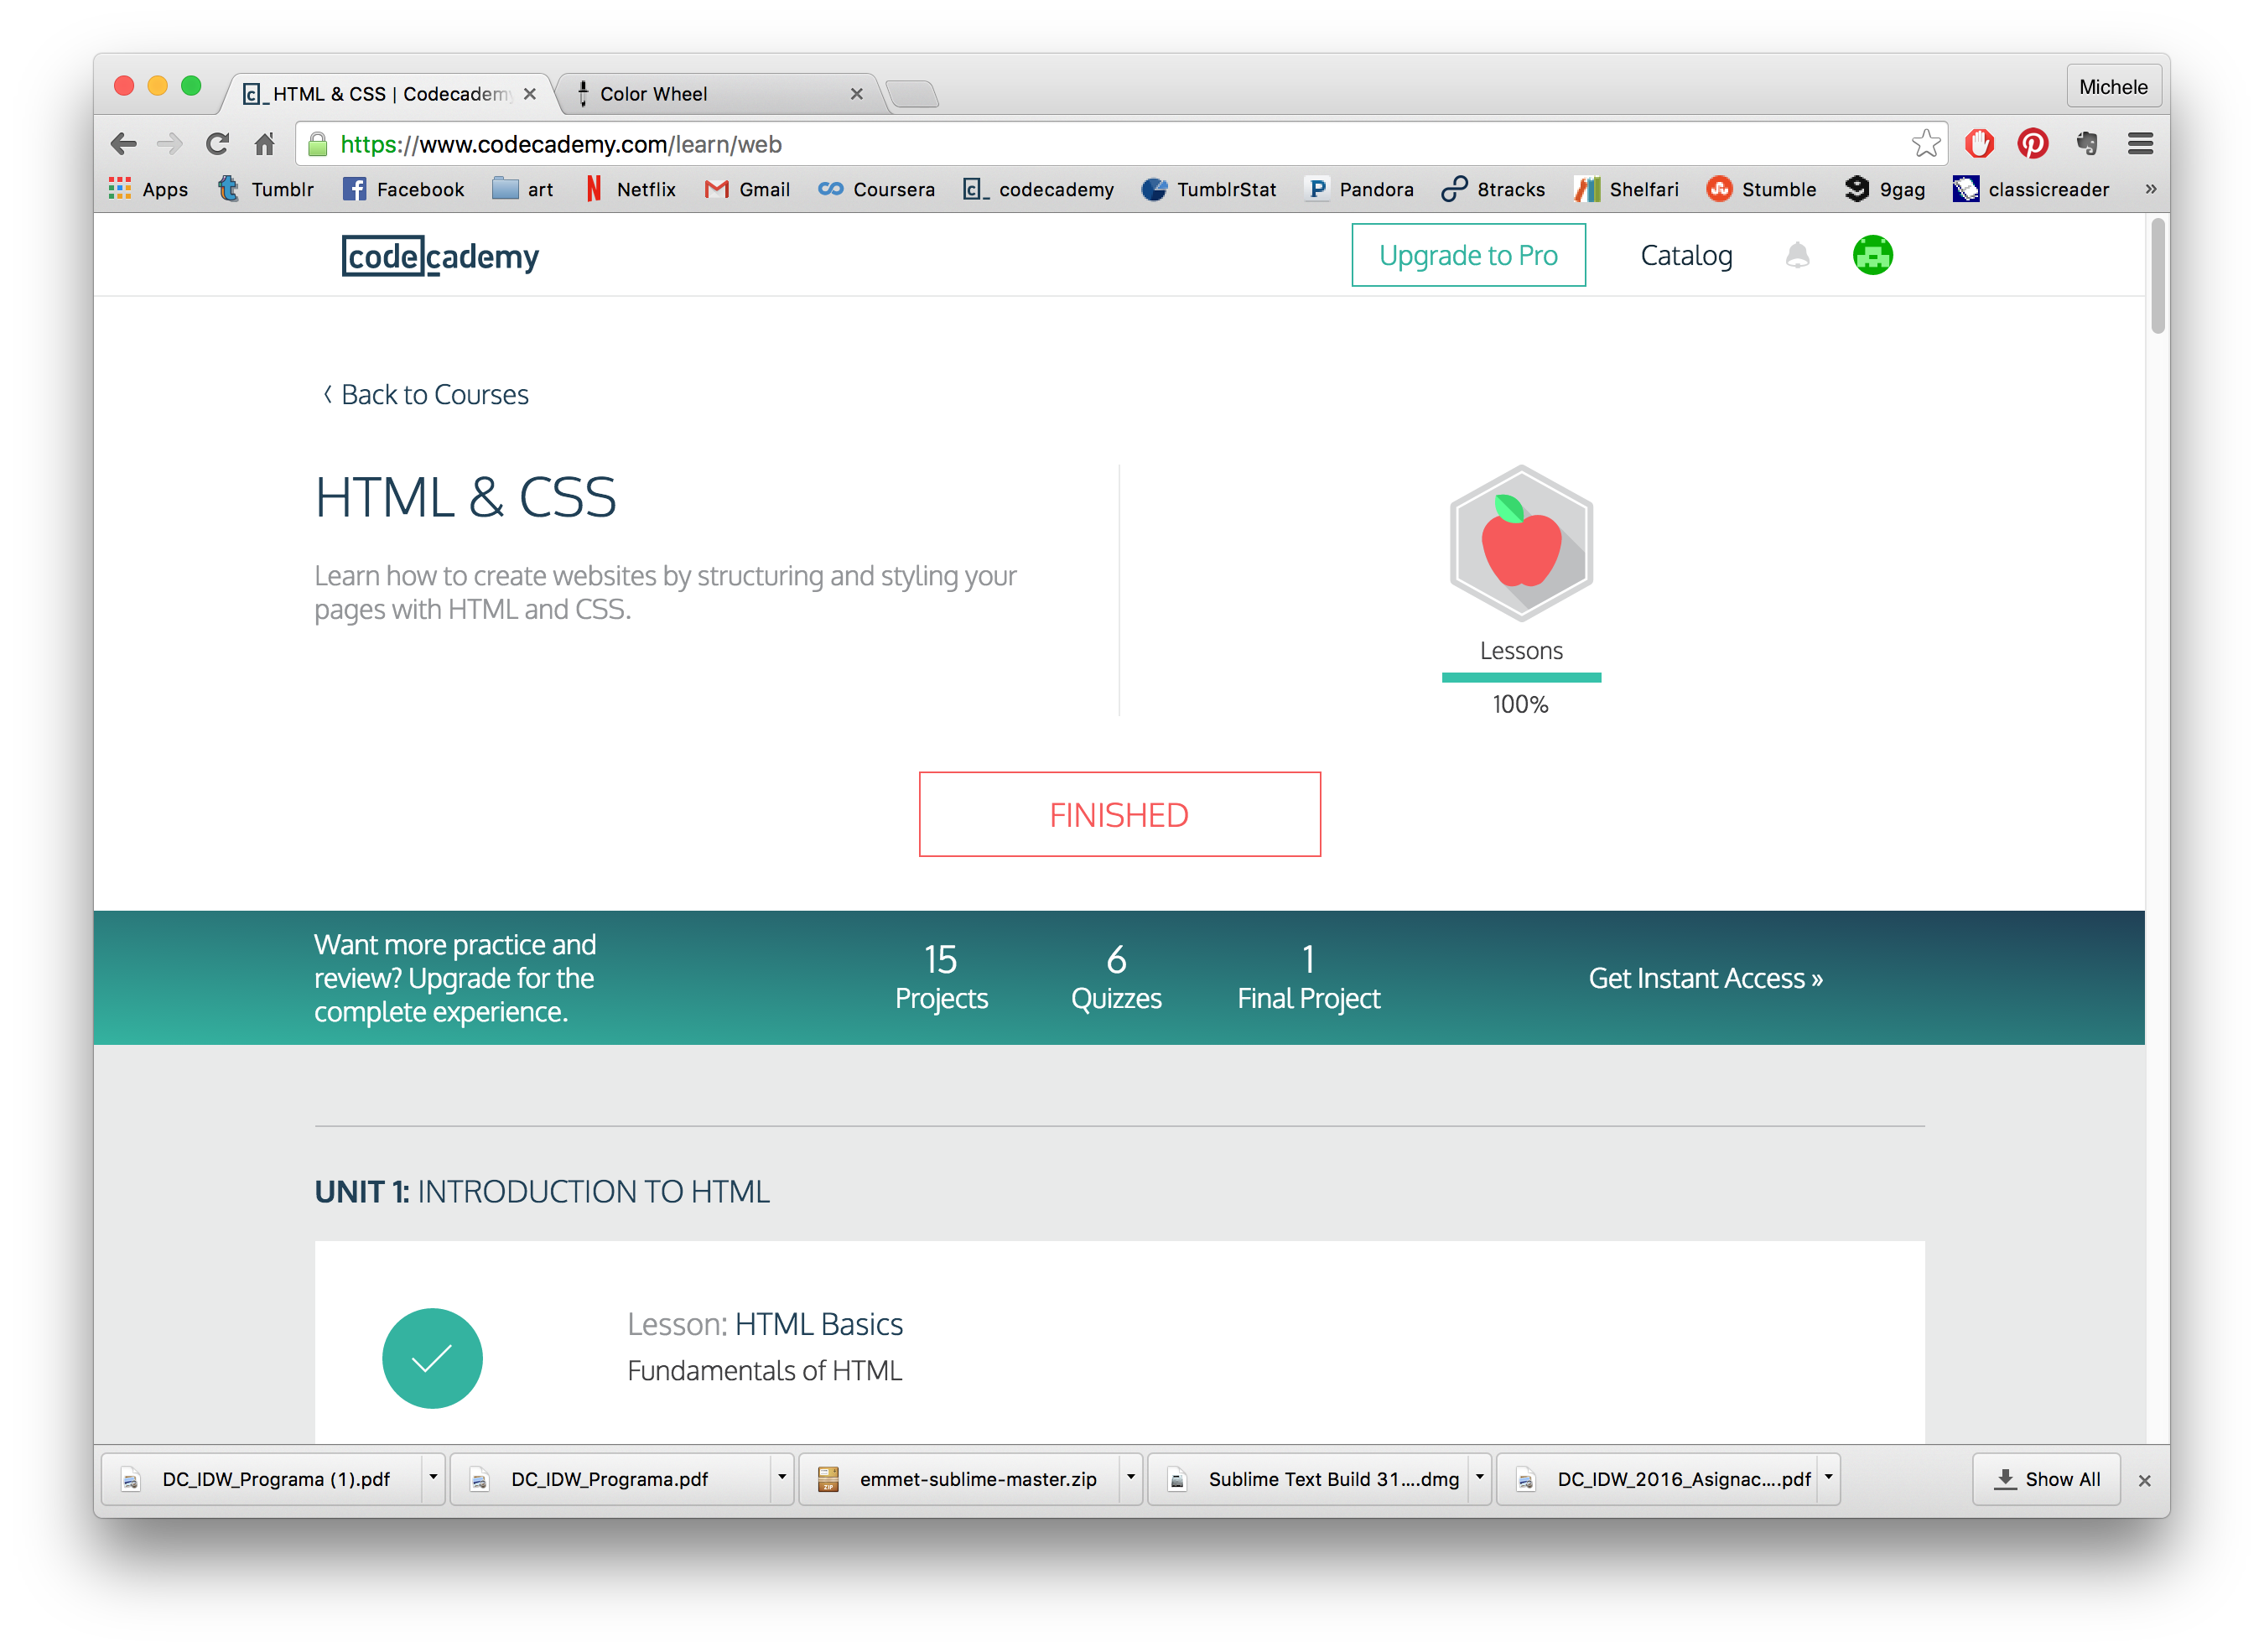 HTML & CSS | Codecademy
Color Wheel
Michele
https://www.codecademy.com/learn/web
Apps Tumblr Facebook art Netflix Gmail Coursera codecademy TumblrStat Pandora 8tracks Shelfari Stumble 9gag classicreader »
codecademy
Upgrade to Pro
Catalog
Back to Courses
HTML & CSS
Learn how to create websites by structuring and styling your
pages with HTML and CSS.
Lessons
100%
FINISHED
Want more practice and
review? Upgrade for the
complete experience.
15
Projects
6
Quizzes
1
Final Project
Get Instant Access »
UNIT 1: INTRODUCTION TO HTML
Lesson: HTML Basics
Fundamentals of HTML
DC_IDW_Programa (1).pdf
DC_IDW_Programa.pdf
emmet-sublime-master.zip
Sublime Text Build 31....dmg
DC_IDW_2016_Asignac....pdf
Show All